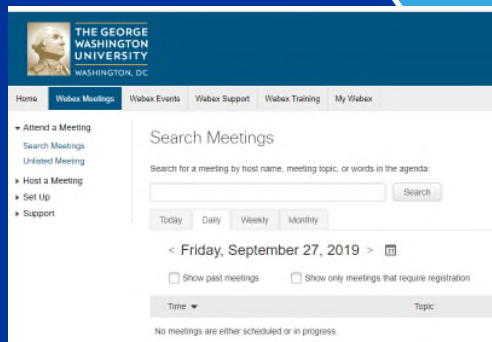 THE GEORGE
WASHINGTON
UNIVERSITY
WASHINGTON, DC
Home Webex Meetings Webex Events Webex Support Webex Training My Webex
Attend a Meeting
Search Meetings
Unlisted Meeting
Host a Meeting
Set Up
Support
Search Meetings
Search for a meeting by host name, meeting topic, or words in the agenda:
Search
Today Daily Weekly Monthly
< Friday, September 27, 2019 >
Show past meetings Show only meetings that require registration
Time Topic
No meetings are either scheduled or in progress.